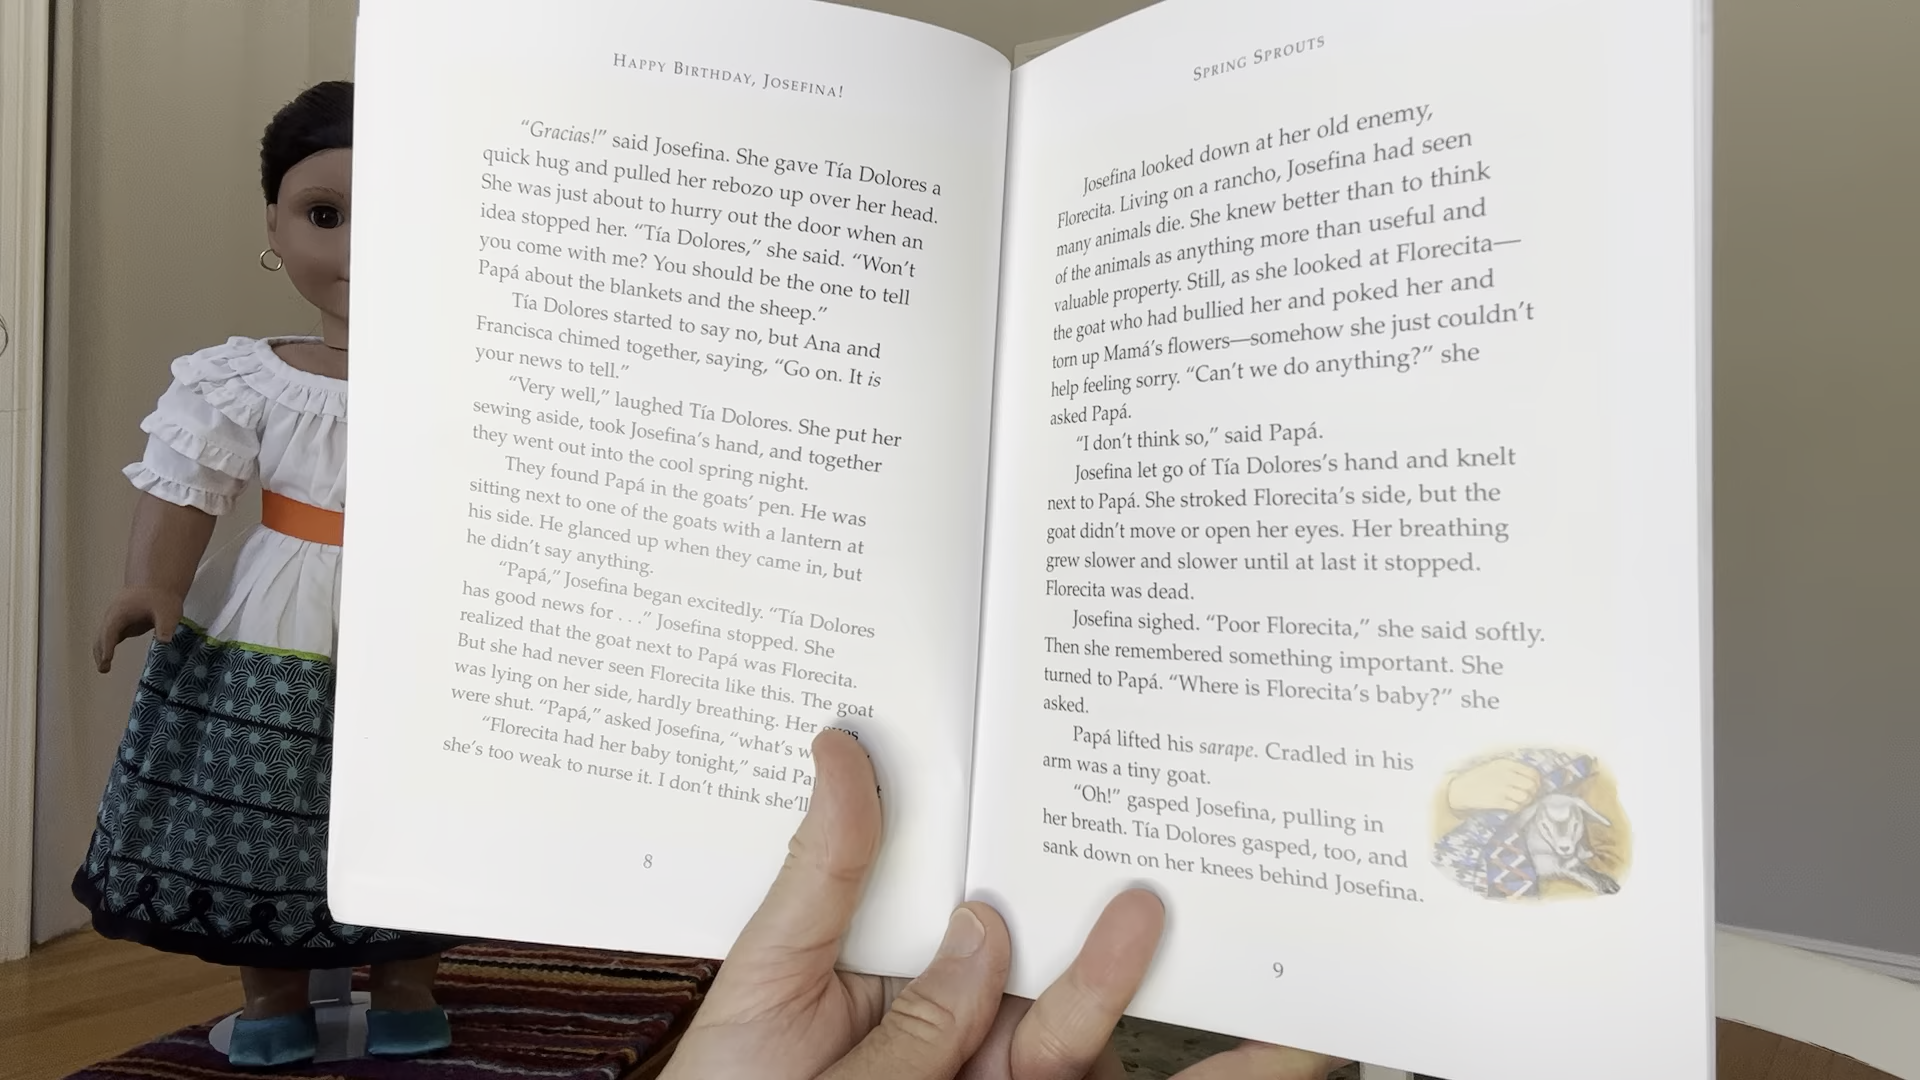 HAPPY BIRTHDAY, JOSEFINA!
"Gracias!" said Josefina. She gave Tía Dolores a
quick hug and pulled her rebozo up over her head.
She was just about to hurry out the door when an
idea stopped her. "Tía Dolores," she said. "Won't
you come with me? You should be the one to tell
Papá about the blankets and the sheep."
Tía Dolores started to say no, but Ana and
Francisca chimed together, saying, "Go on. It is
your news to tell."
"Very well," laughed Tía Dolores. She put her
sewing aside, took Josefina's hand, and together
they went out into the cool spring night.
They found Papá in the goats' pen. He was
sitting next to one of the goats with a lantern at
his side. He glanced up when they came in, but
he didn't say anything.
"Papá," Josefina began excitedly. "Tía Dolores
has good news for . . ." Josefina stopped. She
realized that the goat next to Papá was Florecita.
But she had never seen Florecita like this. The goat
was lying on her side, hardly breathing. Her eyes
were shut. "Papá," asked Josefina, "what's
"Florecita had her baby tonight," said
she's too weak to nurse it. I don't think she'll
8
SPRING SPROUTS
Josefina looked down at her old enemy,
Florecita. Living on a rancho, Josefina had seen
many animals die. She knew better than to think
of the animals as anything more than useful and
valuable property. Still, as she looked at Florecita—
the goat who had bullied her and poked her and
torn up Mamá's flowers—somehow she just couldn't
help feeling sorry. "Can't we do anything?" she
asked Papá.
"I don't think so," said Papá.
Josefina let go of Tía Dolores's hand and knelt
next to Papá. She stroked Florecita's side, but the
goat didn't move or open her eyes. Her breathing
grew slower and slower until at last it stopped.
Florecita was dead.
Josefina sighed. "Poor Florecita," she said softly.
Then she remembered something important. She
turned to Papá. "Where is Florecita's baby?" she
asked.
Papá lifted his sarape. Cradled in his
arm was a tiny goat.
"Oh!" gasped Josefina, pulling in
her breath. Tía Dolores gasped, too, and
sank down on her knees behind Josefina.
9